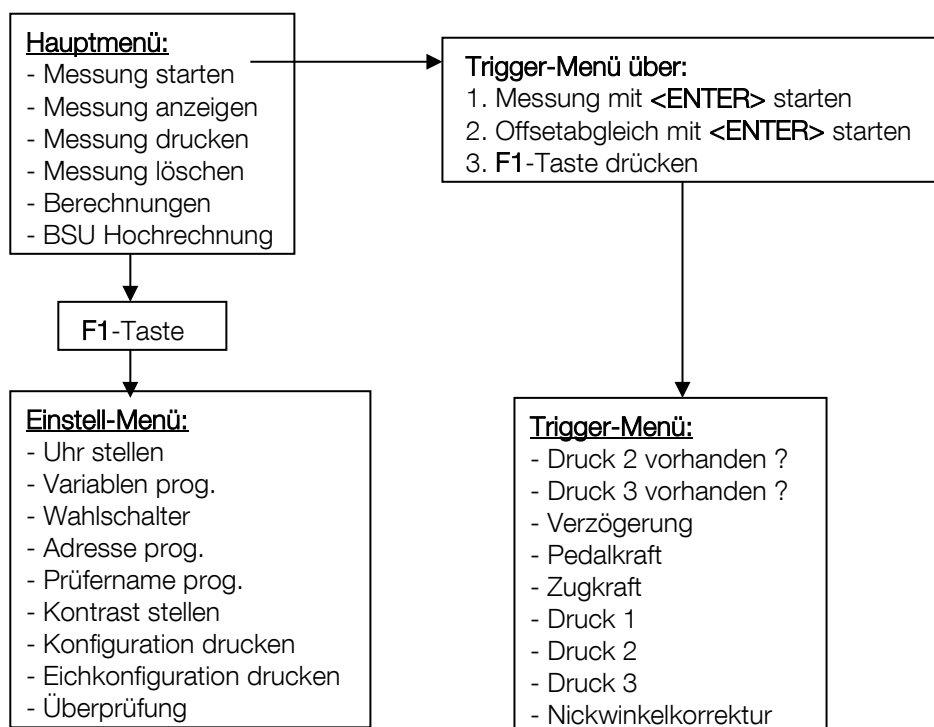 Hauptmenü:
- Messung starten
- Messung anzeigen
- Messung drucken
- Messung löschen
- Berechnungen
- BSU Hochrechnung
Trigger-Menü über:
1. Messung mit <ENTER> starten
2. Offsetabgleich mit <ENTER> starten
3. F1-Taste drücken
F1-Taste
Einstell-Menü:
- Uhr stellen
- Variablen prog.
- Wahlschalter
- Adresse prog.
- Prüfername prog.
- Kontrast stellen
- Konfiguration drucken
- Eichkonfiguration drucken
- Überprüfung
Trigger-Menü:
- Druck 2 vorhanden ?
- Druck 3 vorhanden ?
- Verzögerung
- Pedalkraft
- Zugkraft
- Druck 1
- Druck 2
- Druck 3
- Nickwinkelkorrektur